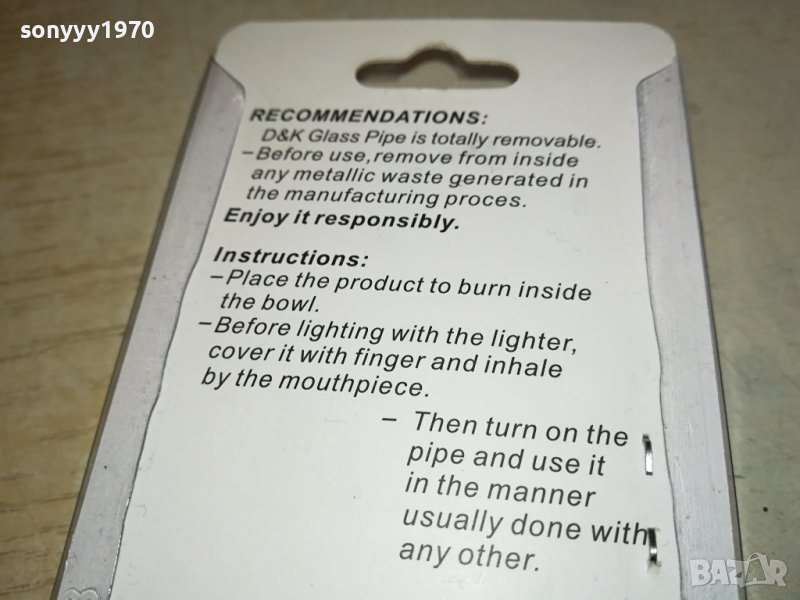 sonyyy1970
RECOMMENDATIONS:
D&K Glass Pipe is totally removable.
-Before use, remove from inside
any metallic waste generated in
the manufacturing proces.
Enjoy it responsibly.
Instructions:
-Place the product to burn inside
the bowl.
-Before lighting with the lighter,
cover it with finger and inhale
by the mouthpiece.
- Then turn on the
pipe and use it
in the manner
usually done with
any other.
BAZAR